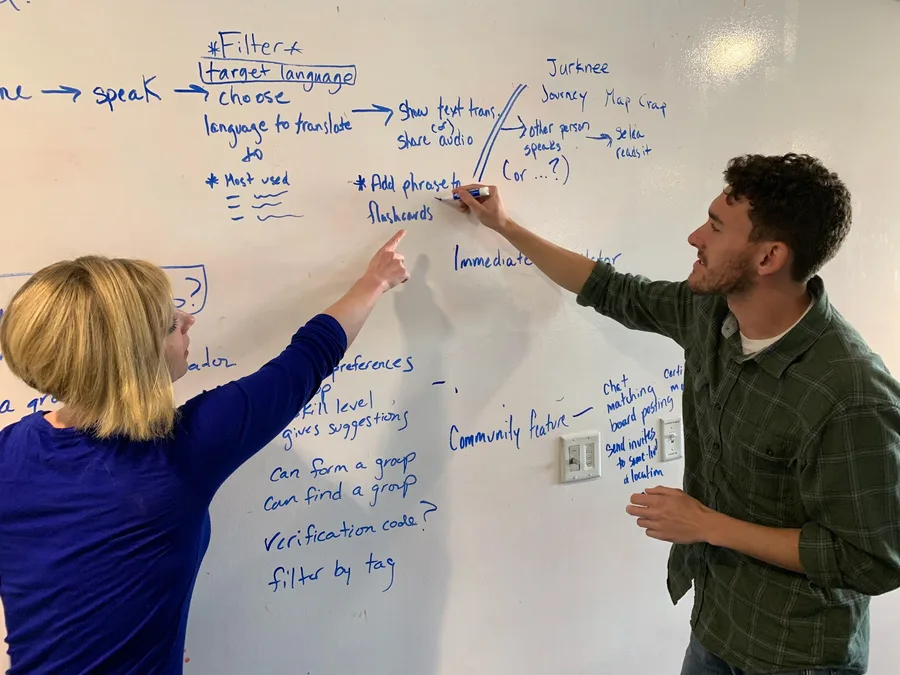 *Filter*
target language
→ speak → choose
language to translate
to
* Most used
→ show text trans.
(or)
share audio
* Add phrase to
flashcards
Jurknee
Journey Map Crap
→ other person
speaks
→
reads it
(or ...?)
Immediate
?
preferences
skill level
gives suggestions
can form a group
can find a group
verification code?
filter by tag
Community feature —
chat
matching
board posting
send invites
to
location